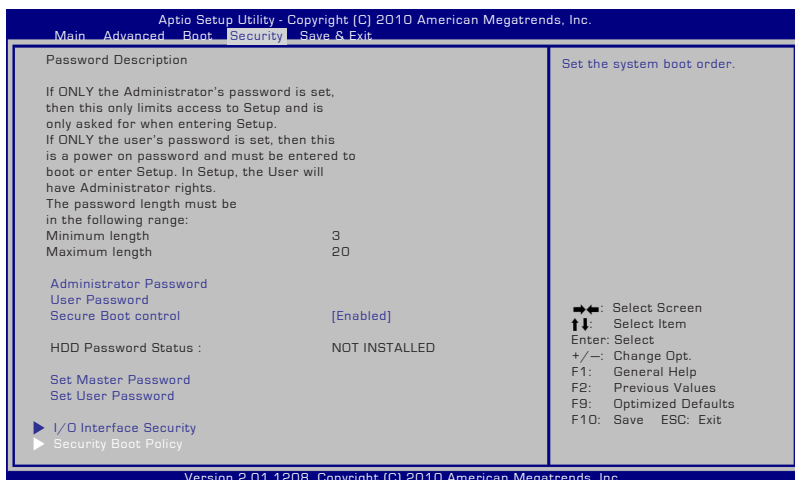 Aptio Setup Utility - Copyright (C) 2010 American Megatrends, Inc.
Main Advanced Boot Security Save & Exit
Password Description
If ONLY the Administrator's password is set,
then this only limits access to Setup and is
only asked for when entering Setup.
If ONLY the user's password is set, then this
is a power on password and must be entered to
boot or enter Setup. In Setup, the User will
have Administrator rights.
The password length must be
in the following range:
Minimum length 3
Maximum length 20
Administrator Password
User Password
Secure Boot control [Enabled]
HDD Password Status : NOT INSTALLED
Set Master Password
Set User Password
I/O Interface Security
Security Boot Policy
Set the system boot order.
→←: Select Screen
↑↓: Select Item
Enter: Select
+/—: Change Opt.
F1: General Help
F2: Previous Values
F9: Optimized Defaults
F10: Save ESC: Exit
Version 2.01.1208. Copyright (C) 2010 American Megatrends, Inc.